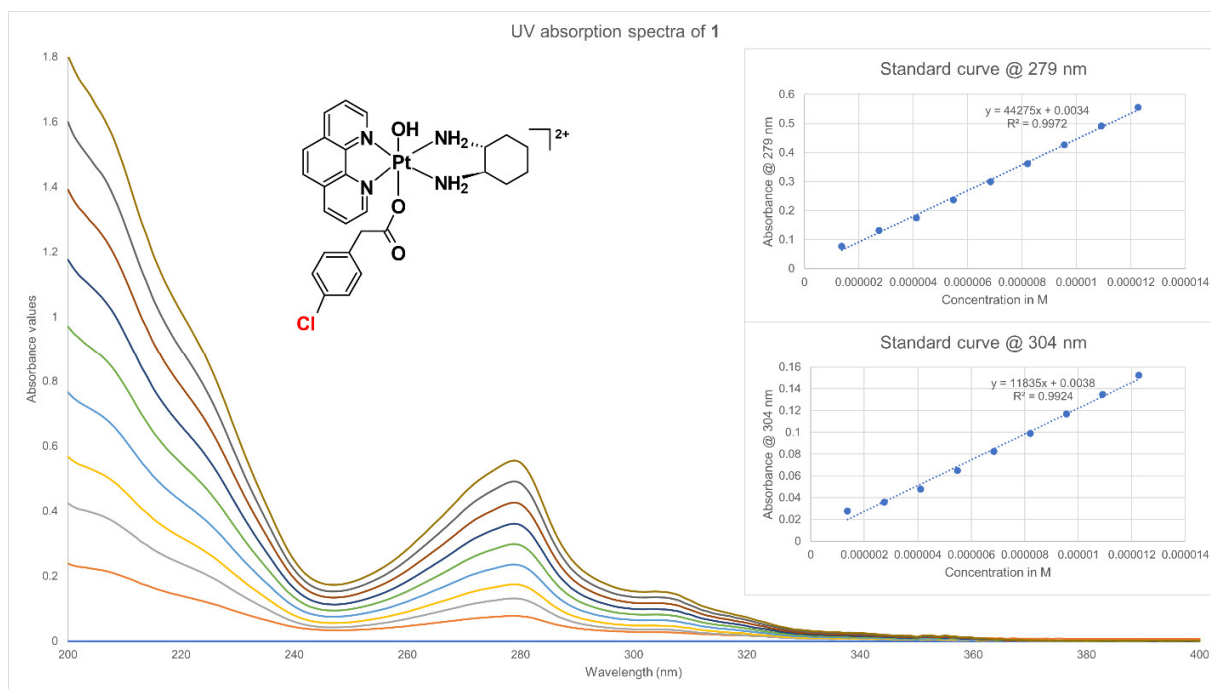 UV absorption spectra of 1
Absorbance values
1.8
1.6
1.4
1.2
1
0.8
0.6
0.4
0.2
0
200
220
240
260
280
300
320
340
360
380
400
Wavelength (nm)
OH
N
NH2
]2+
Pt
N
NH2
O
O
Cl
Standard curve @ 279 nm
Absorbance @ 279 nm
0.6
0.5
0.4
0.3
0.2
0.1
0
y = 44275x + 0.0034
R² = 0.9972
0
0.000002
0.000004
0.000006
0.000008
0.00001
0.000012
0.000014
Concentration in M
Standard curve @ 304 nm
Absorbance @ 304 nm
0.16
0.14
0.12
0.1
0.08
0.06
0.04
0.02
0
y = 11835x + 0.0038
R² = 0.9924
0
0.000002
0.000004
0.000006
0.000008
0.00001
0.000012
0.000014
Concentration in M